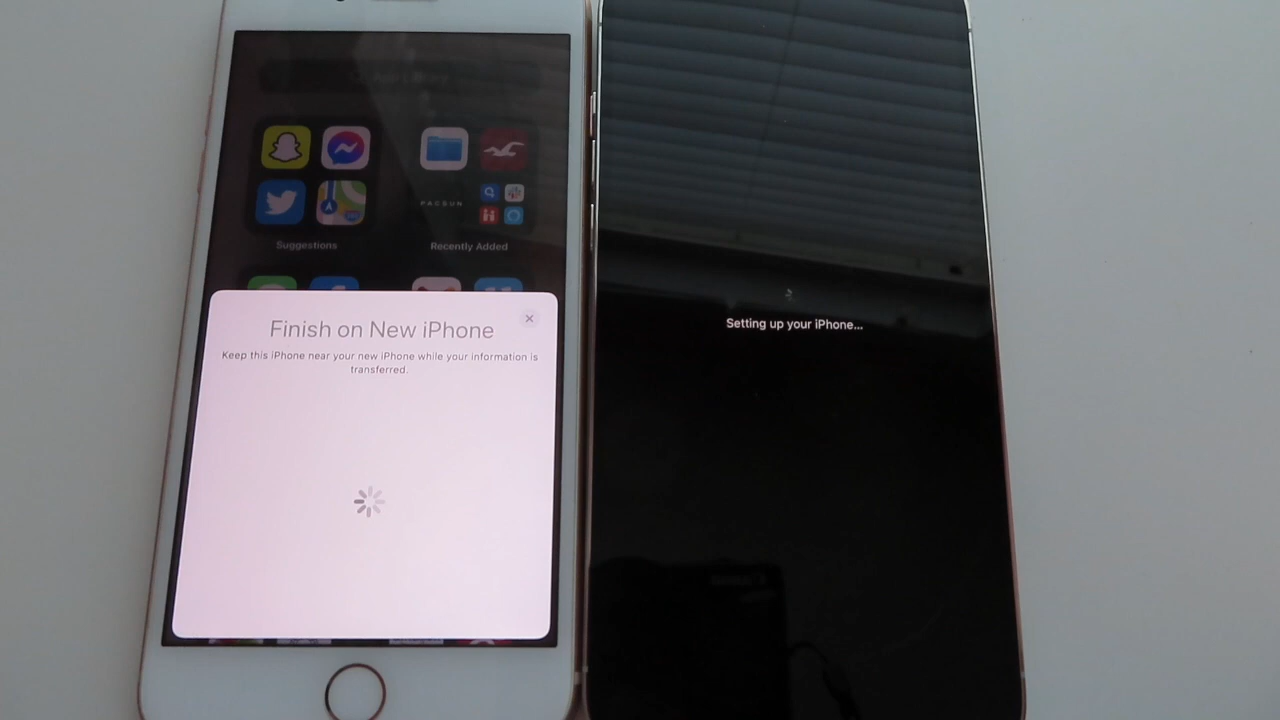 PACSUN
Suggestions
Recently Added
Finish on New iPhone
Keep this iPhone near your new iPhone while your information is
transferred.
Setting up your iPhone...